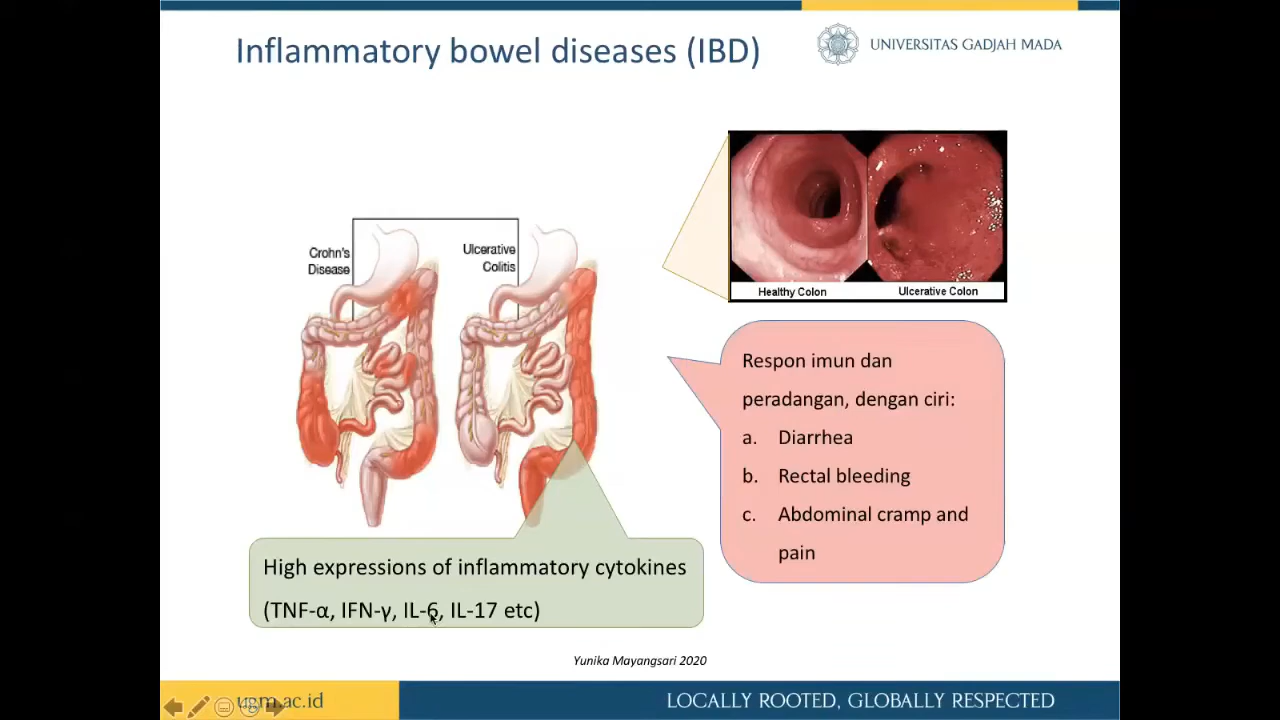 Inflammatory bowel diseases (IBD)
UNIVERSITAS GADJAH MADA
Crohn's
Disease
Ulcerative
Colitis
Healthy Colon
Ulcerative Colon
Respon imun dan
peradangan, dengan ciri:
a. Diarrhea
b. Rectal bleeding
c. Abdominal cramp and
pain
High expressions of inflammatory cytokines
(TNF-α, IFN-γ, IL-6, IL-17 etc)
Yunika Mayangsari 2020
ugm.ac.id
LOCALLY ROOTED, GLOBALLY RESPECTED